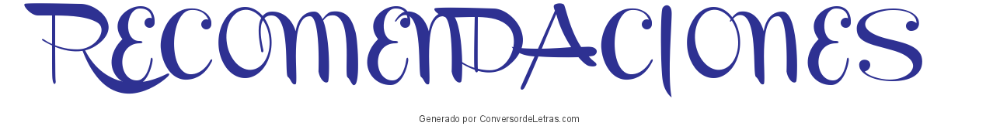 RECOMENDACIONES
Generado por ConversordeLetras.com